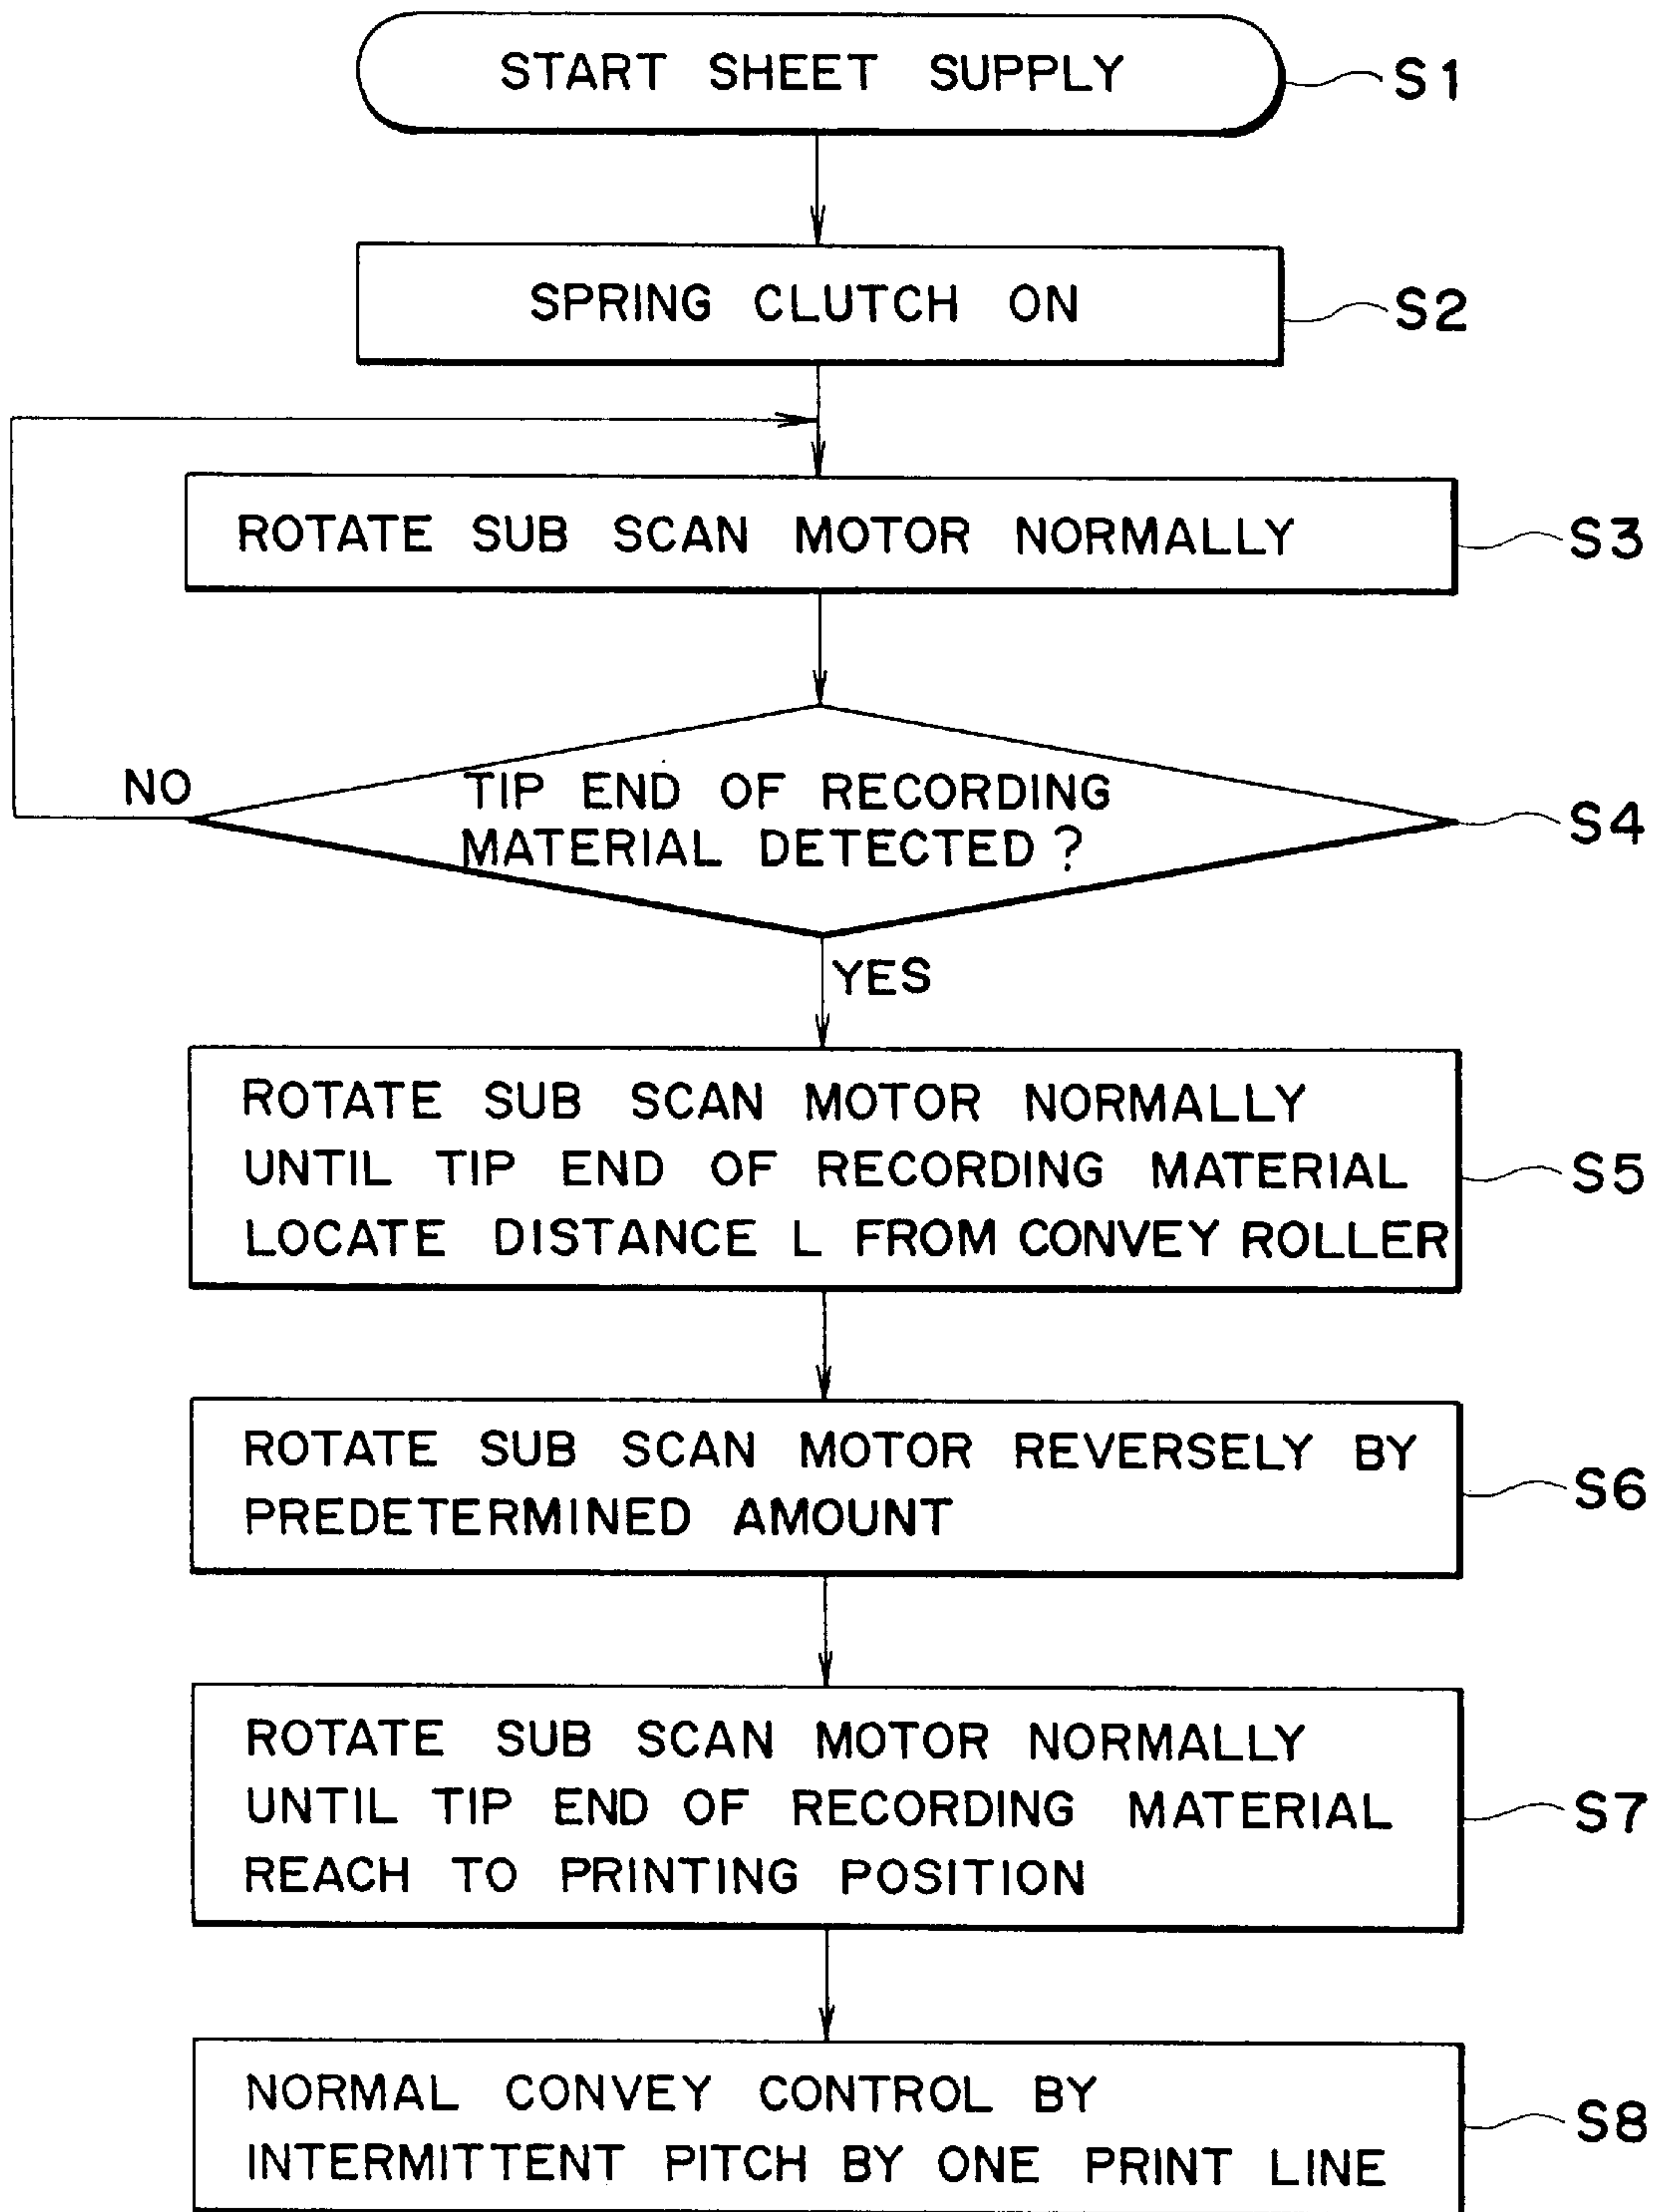 START SHEET SUPPLY S1
SPRING CLUTCH ON S2
ROTATE SUB SCAN MOTOR NORMALLY S3
NO
TIP END OF RECORDING
MATERIAL DETECTED ?
S4
YES
ROTATE SUB SCAN MOTOR NORMALLY
UNTIL TIP END OF RECORDING MATERIAL
LOCATE DISTANCE L FROM CONVEY ROLLER
S5
ROTATE SUB SCAN MOTOR REVERSELY BY
PREDETERMINED AMOUNT
S6
ROTATE SUB SCAN MOTOR NORMALLY
UNTIL TIP END OF RECORDING MATERIAL
REACH TO PRINTING POSITION
S7
NORMAL CONVEY CONTROL BY
INTERMITTENT PITCH BY ONE PRINT LINE
S8